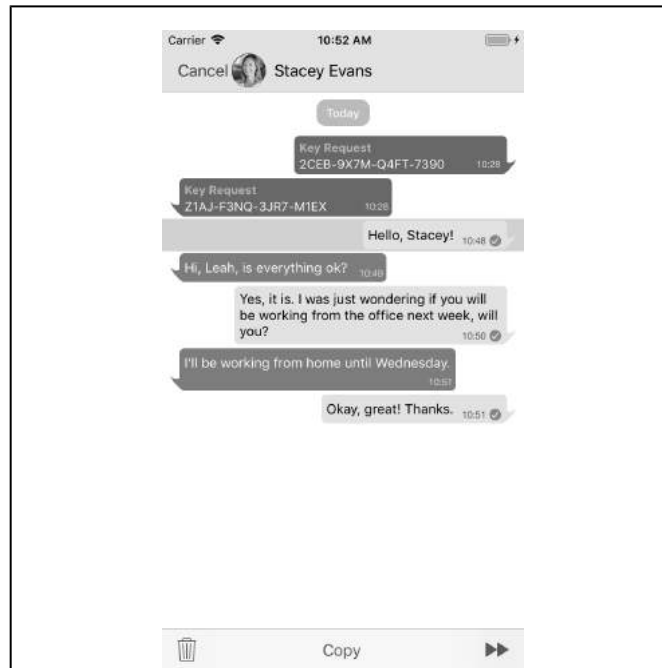 Carrier 10:52 AM
Cancel Stacey Evans
Today
Key Request
2CEB-9X7M-Q4FT-7390 10:28
Key Request
Z1AJ-F3NQ-3JR7-M1EX 10:28
Hello, Stacey! 10:48
Hi, Leah, is everything ok? 10:49
Yes, it is. I was just wondering if you will
be working from the office next week, will
you?
10:50
I'll be working from home until Wednesday.
10:51
Okay, great! Thanks. 10:51
Copy